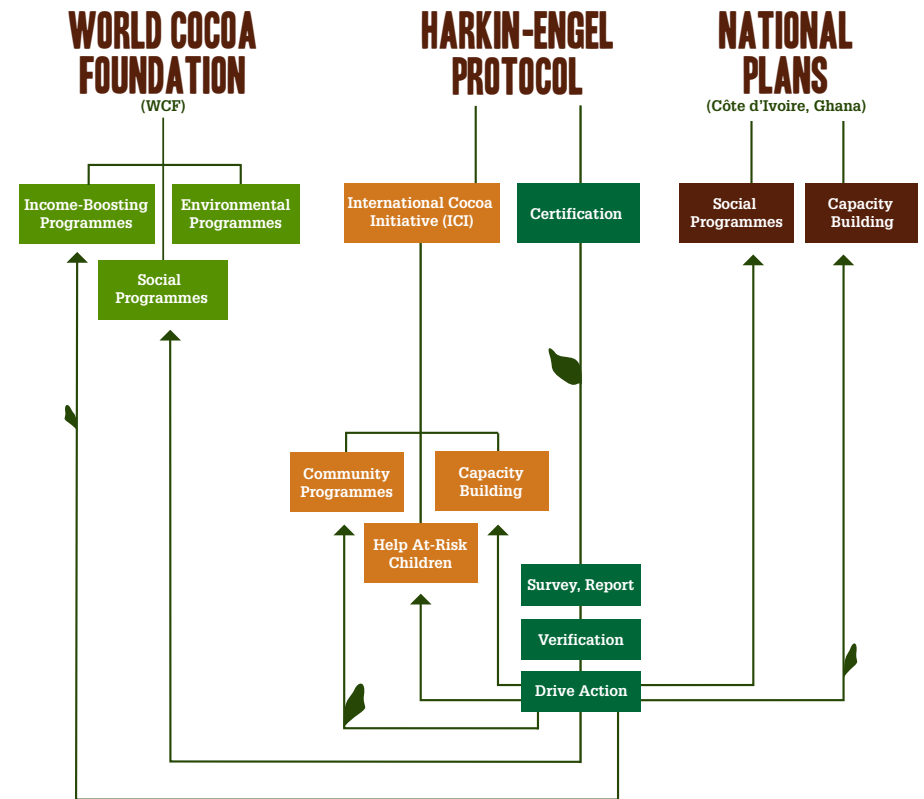 WORLD COCOA
FOUNDATION
(WCF)
HARKIN-ENGEL
PROTOCOL
NATIONAL
PLANS
(Côte d'Ivoire, Ghana)
Income-Boosting
Programmes
Environmental
Programmes
Social
Programmes
International Cocoa
Initiative (ICI)
Certification
Social
Programmes
Capacity
Building
Community
Programmes
Capacity
Building
Help At-Risk
Children
Survey, Report
Verification
Drive Action